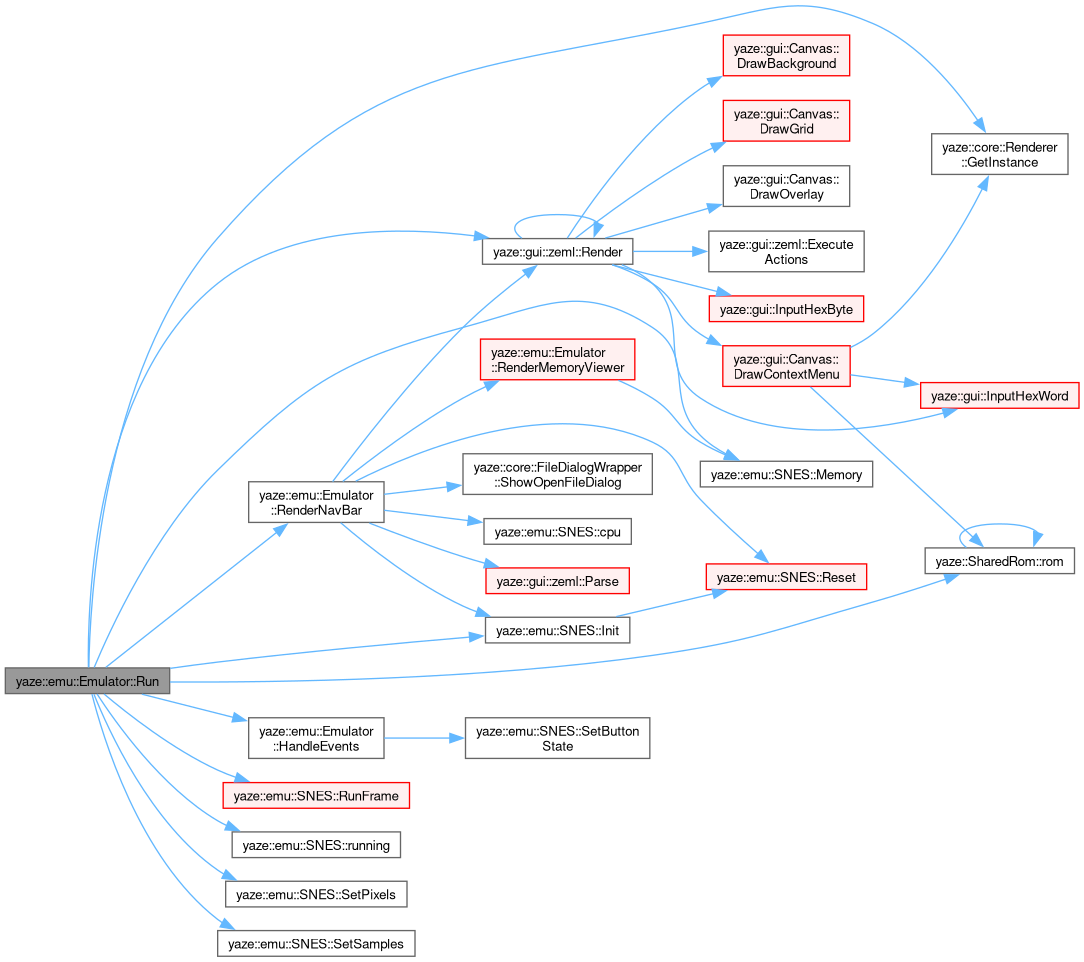 yaze::gui::Canvas::
DrawBackground
yaze::gui::Canvas::
DrawGrid
yaze::core::Renderer
::GetInstance
yaze::gui::Canvas::
DrawOverlay
yaze::gui::zeml::Render
yaze::gui::zeml::Execute
Actions
yaze::gui::InputHexByte
yaze::emu::Emulator
::RenderMemoryViewer
yaze::gui::Canvas::
DrawContextMenu
yaze::gui::InputHexWord
yaze::emu::Emulator
::RenderNavBar
yaze::core::FileDialogWrapper
::ShowOpenFileDialog
yaze::emu::SNES::Memory
yaze::emu::SNES::cpu
yaze::gui::zeml::Parse
yaze::emu::SNES::Reset
yaze::SharedRom::rom
yaze::emu::SNES::Init
yaze::emu::Emulator::Run
yaze::emu::Emulator
::HandleEvents
yaze::emu::SNES::SetButton
State
yaze::emu::SNES::RunFrame
yaze::emu::SNES::running
yaze::emu::SNES::SetPixels
yaze::emu::SNES::SetSamples